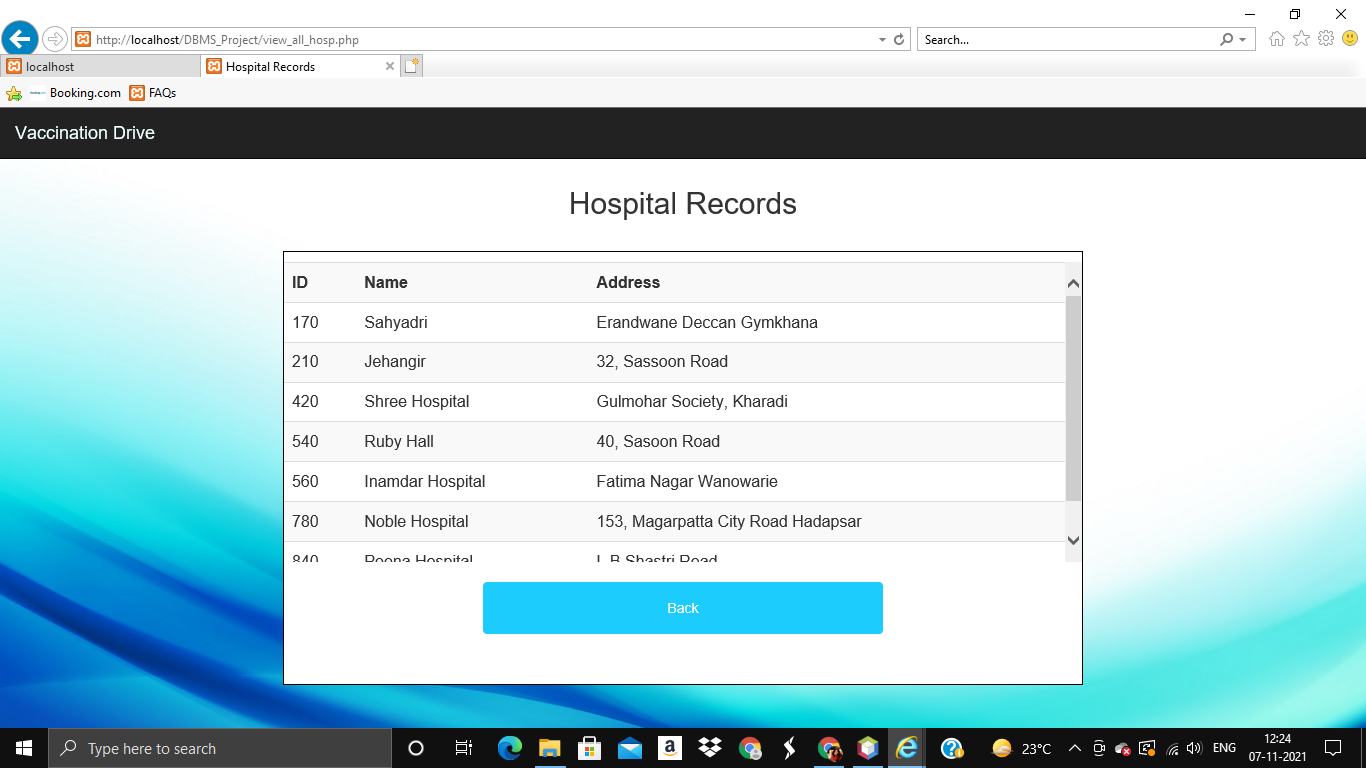 http://localhost/DBMS_Project/view_all_hosp.php
Search...
localhost
Hospital Records
Booking.com
FAQs
Vaccination Drive
Hospital Records
ID Name Address
170 Sahyadri Erandwane Deccan Gymkhana
210 Jehangir 32, Sassoon Road
420 Shree Hospital Gulmohar Society, Kharadi
540 Ruby Hall 40, Sasoon Road
560 Inamdar Hospital Fatima Nagar Wanowarie
780 Noble Hospital 153, Magarpatta City Road Hadapsar
840 Poona Hospital L B Shastri Road
Back
Type here to search
23°C
ENG
12:24
07-11-2021